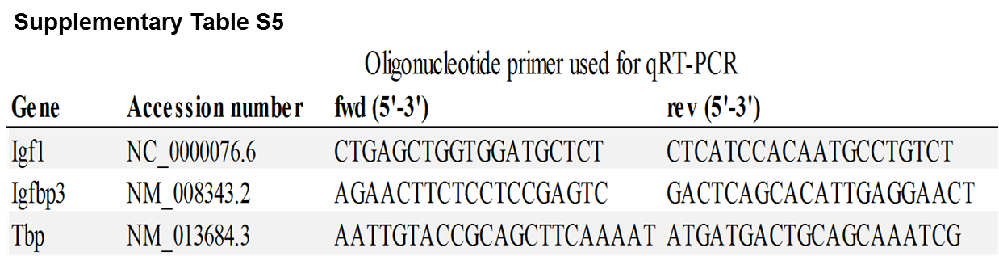 Supplementary Table S5
Oligonucleotide primer used for qRT-PCR
Gene Accession number fwd (5'-3') rev (5'-3')
Igf1 NC_0000076.6 CTGAGCTGGTGGATGCTCT CTCATCCACAATGCCTGTCT
Igfbp3 NM_008343.2 AGAACTTCTCCTCCGAGTC GACTCAGCACATTGAGGAACT
Tbp NM_013684.3 AATTGTACCGCAGCTTCAAAAT ATGATGACTGCAGCAAATCG